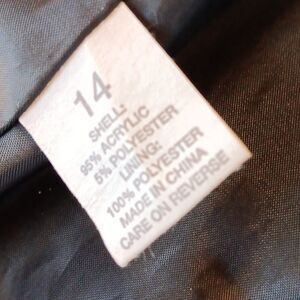 14
SHELL:
95% ACRYLIC
5% POLYESTER
LINING:
100% POLYESTER
MADE IN CHINA
CARE ON REVERSE